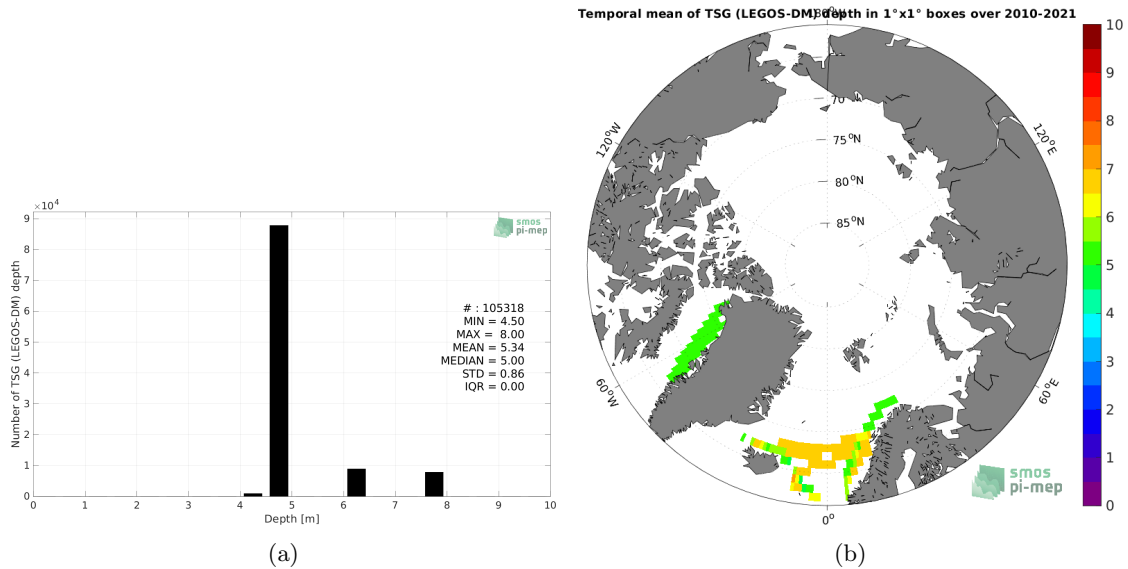 ×10^4
9
8
7
6
5
4
3
2
1
0
Number of TSG (LEGOS-DM) depth
0 1 2 3 4 5 6 7 8 9 10
Depth [m]
smos
pi-mep
# : 105318
MIN = 4.50
MAX = 8.00
MEAN = 5.34
MEDIAN = 5.00
STD = 0.86
IQR = 0.00
(a)
Temporal mean of TSG (LEGOS-DM) depth in 1°x1° boxes over 2010-2021
180°W
120°W
120°E
60°W
60°E
0°
70
75°N
80°N
85°N
10
9
8
7
6
5
4
3
2
1
0
smos
pi-mep
(b)